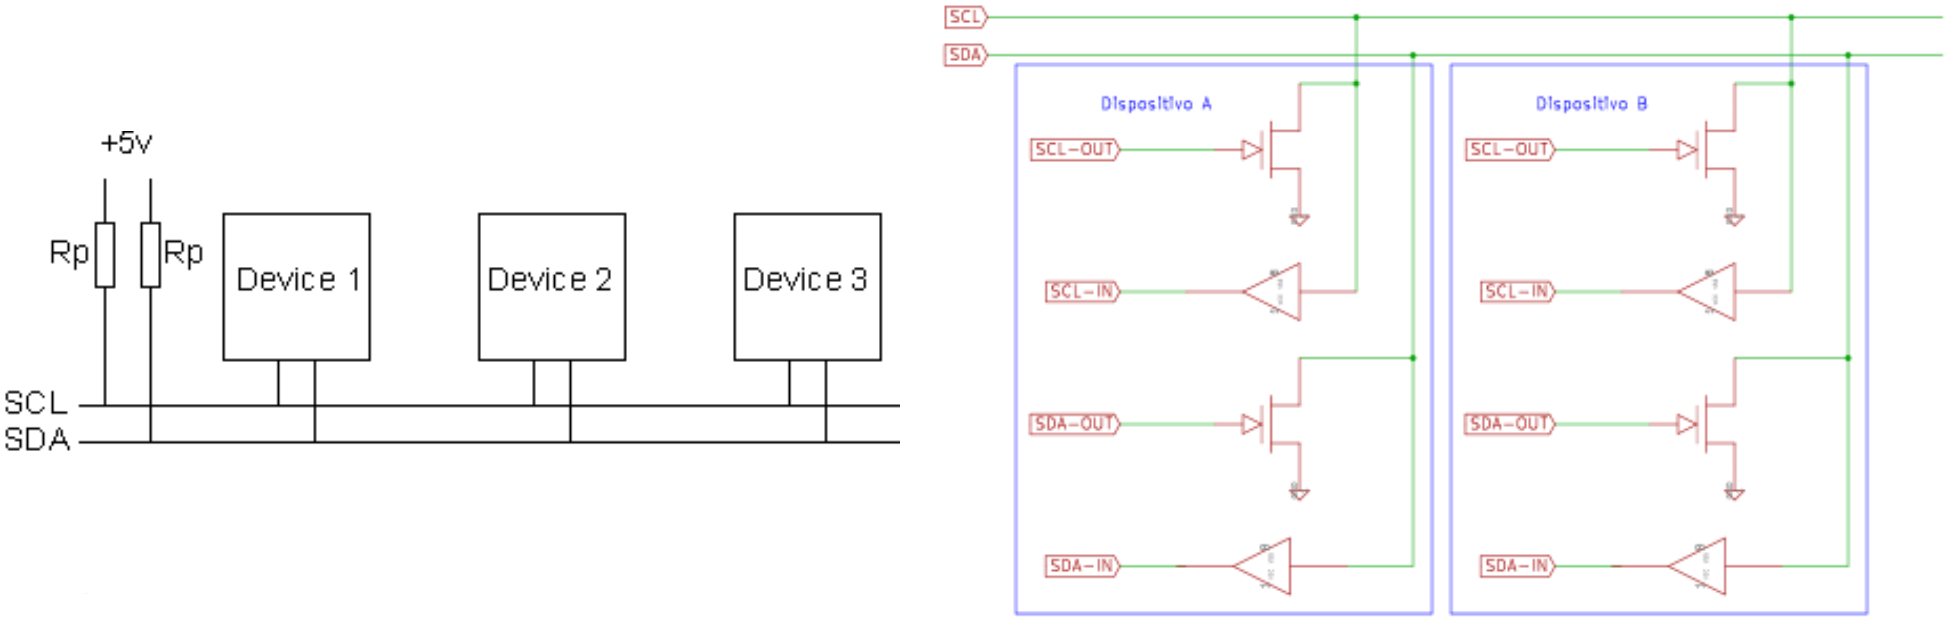 +5v
Rp
Rp
Device 1
Device 2
Device 3
SCL
SDA
SCL
SDA
Dispositivo A
SCL-OUT
SCL-IN
SDA-OUT
SDA-IN
Dispositivo B
SCL-OUT
SCL-IN
SDA-OUT
SDA-IN